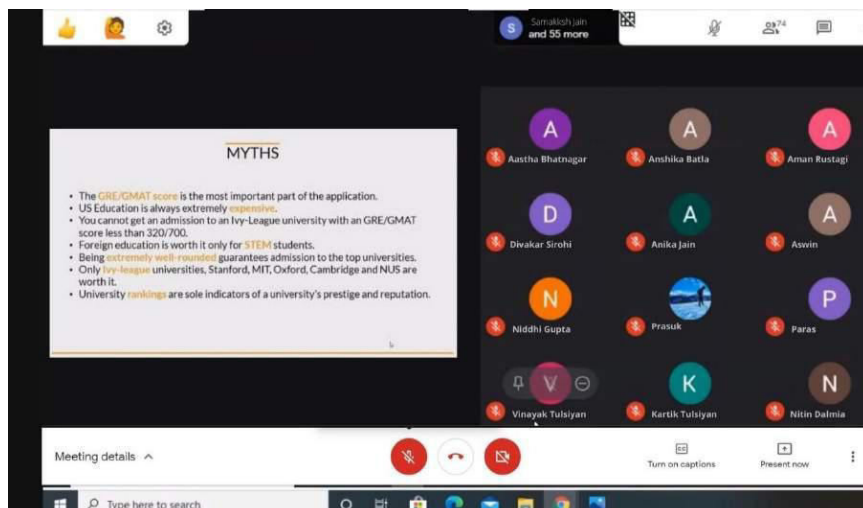 S
Samaklsh Jain
and 55 more
74
MYTHS
• The GRE/GMAT score is the most important part of the application.
• US Education is always extremely expensive.
• You cannot get an admission to an Ivy-League university with an GRE/GMAT
score less than 320/700.
• Foreign education is worth it only for STEM students.
• Being extremely well-rounded guarantees admission to the top universities.
• Only Ivy-league universities, Stanford, MIT, Oxford, Cambridge and NUS are
worth it.
• University rankings are sole indicators of a university's prestige and reputation.
A
Aastha Bhatnagar
A
Anshika Batla
A
Aman Rustagi
D
Divakar Sirohi
A
Anika Jain
A
Aswin
N
Niddhi Gupta
Prasuk
P
Paras
V
Vinayak Tulsiyan
K
Kartik Tulsiyan
N
Nitin Dalmia
Meeting details
CC
Turn on captions
Present now
Type here to search